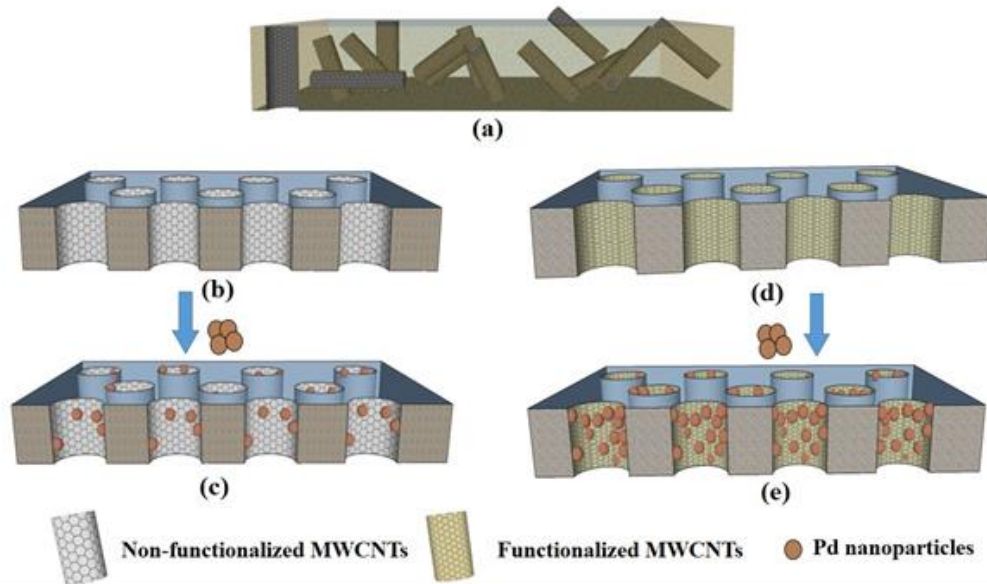 (a)
(b)
(d)
(c)
(e)
Non-functionalized MWCNTs
Functionalized MWCNTs
Pd nanoparticles